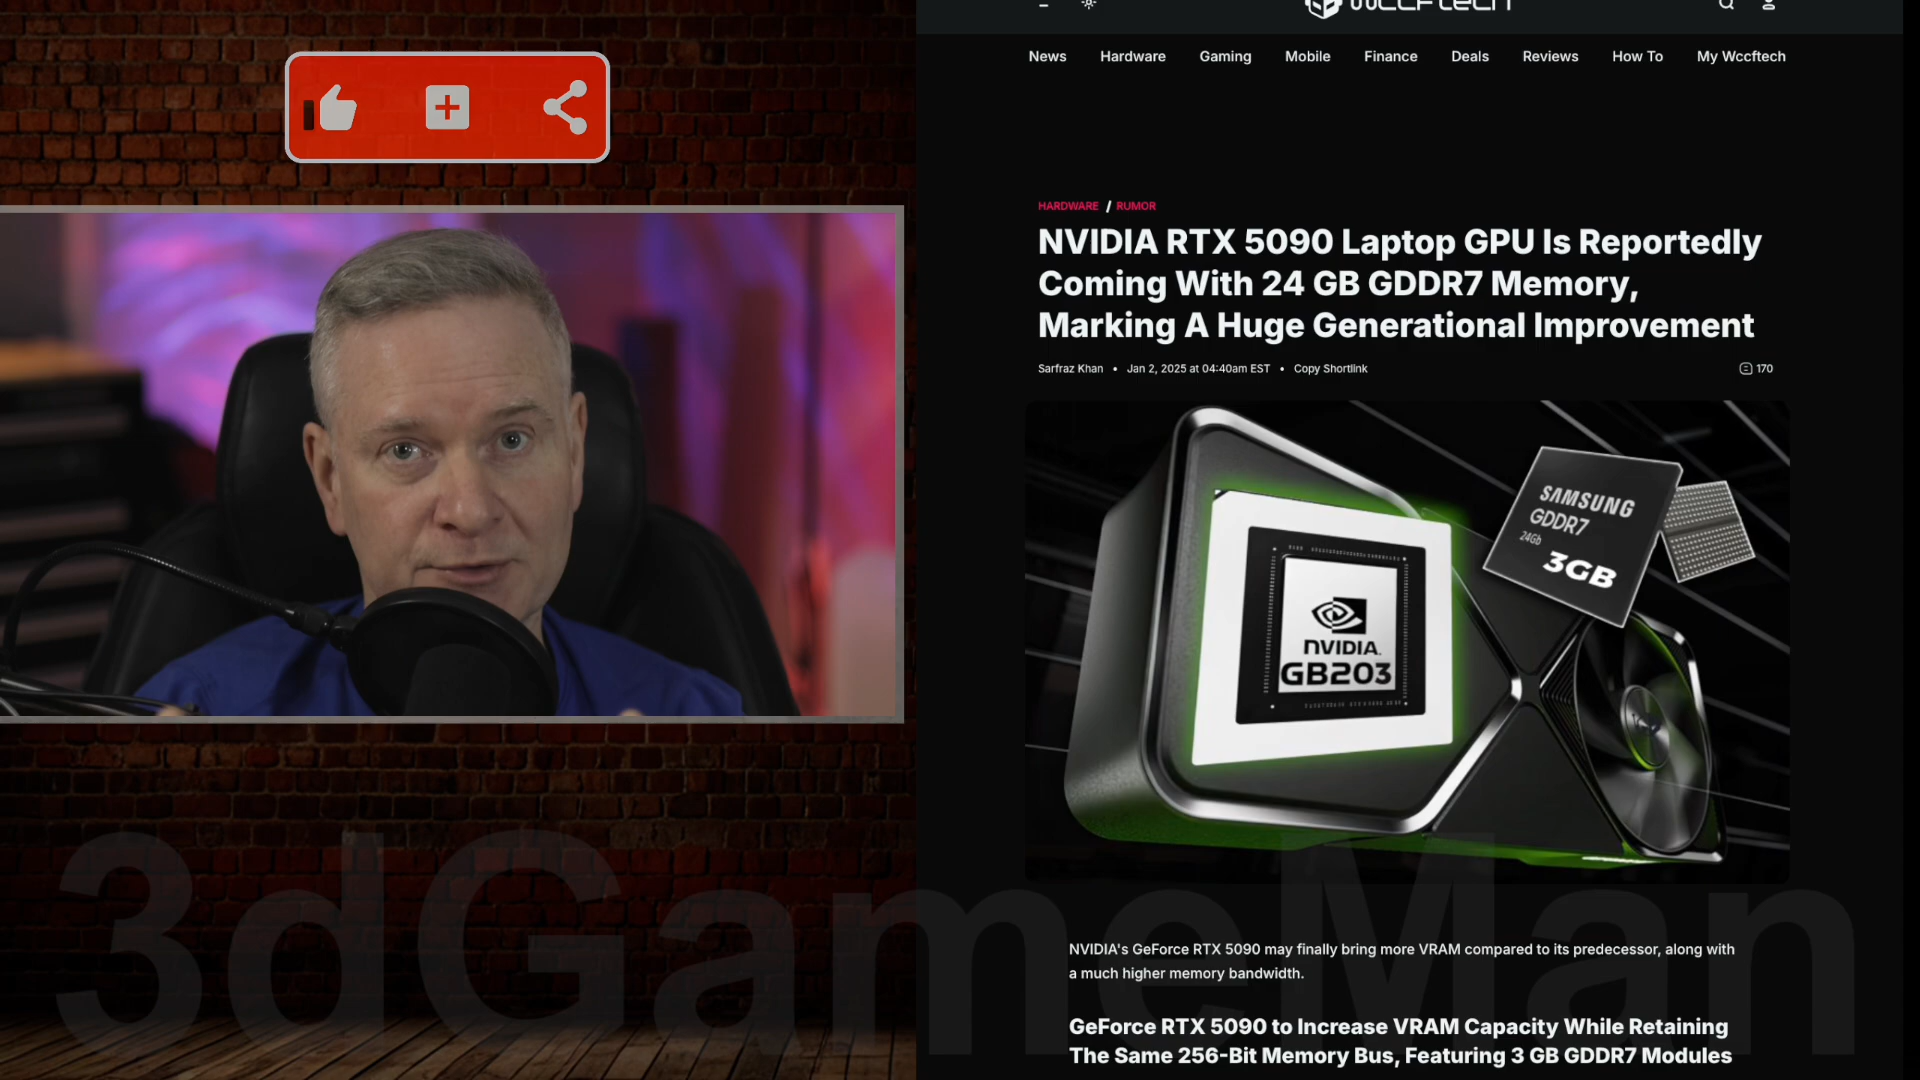 wccftech
News Hardware Gaming Mobile Finance Deals Reviews How To My Wccftech
HARDWARE / RUMOR
NVIDIA RTX 5090 Laptop GPU Is Reportedly
Coming With 24 GB GDDR7 Memory,
Marking A Huge Generational Improvement
Sarfraz Khan • Jan 2, 2025 at 04:40am EST • Copy Shortlink
170
SAMSUNG
GDDR7
24Gb
3GB
NVIDIA.
GB203
3dGameMan
NVIDIA's GeForce RTX 5090 may finally bring more VRAM compared to its predecessor, along with
a much higher memory bandwidth.
GeForce RTX 5090 to Increase VRAM Capacity While Retaining
The Same 256-Bit Memory Bus, Featuring 3 GB GDDR7 Modules